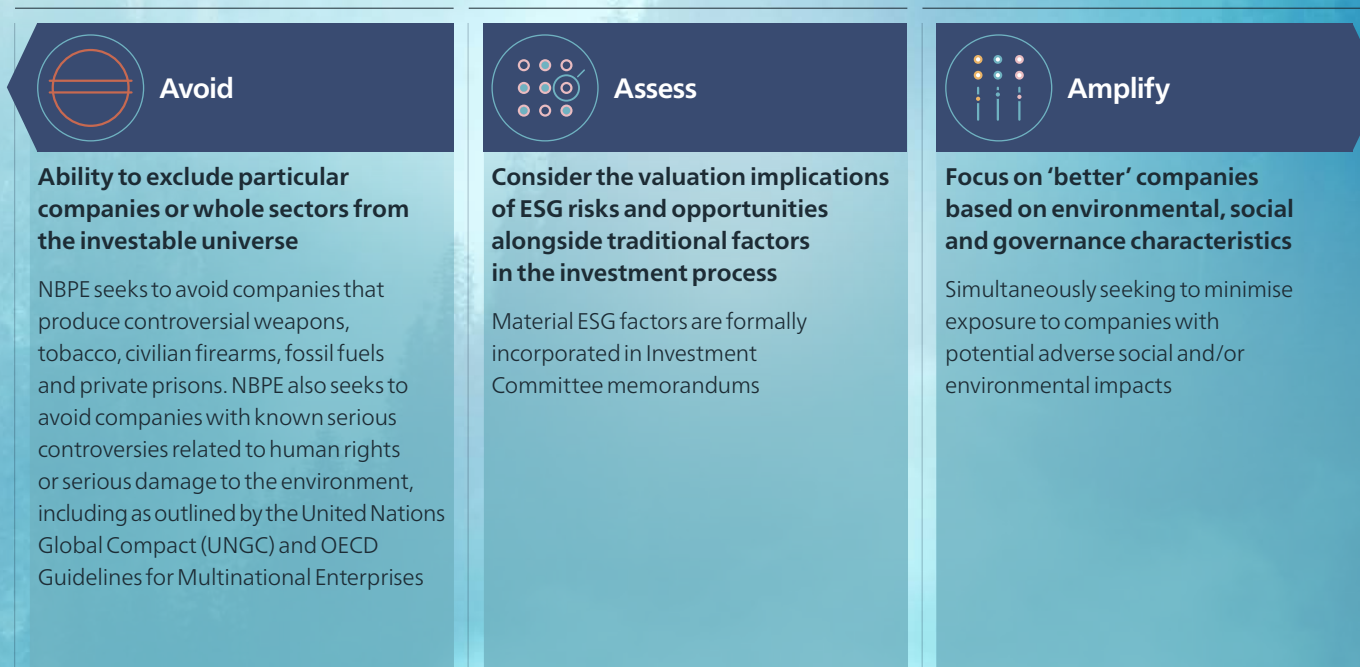 Avoid
Ability to exclude particular
companies or whole sectors from
the investable universe
NBPE seeks to avoid companies that
produce controversial weapons,
tobacco, civilian firearms, fossil fuels
and private prisons. NBPE also seeks to
avoid companies with known serious
controversies related to human rights
or serious damage to the environment,
including as outlined by the United Nations
Global Compact (UNGC) and OECD
Guidelines for Multinational Enterprises
Assess
Consider the valuation implications
of ESG risks and opportunities
alongside traditional factors
in the investment process
Material ESG factors are formally
incorporated in Investment
Committee memorandums
Amplify
Focus on ‘better’ companies
based on environmental, social
and governance characteristics
Simultaneously seeking to minimise
exposure to companies with
potential adverse social and/or
environmental impacts